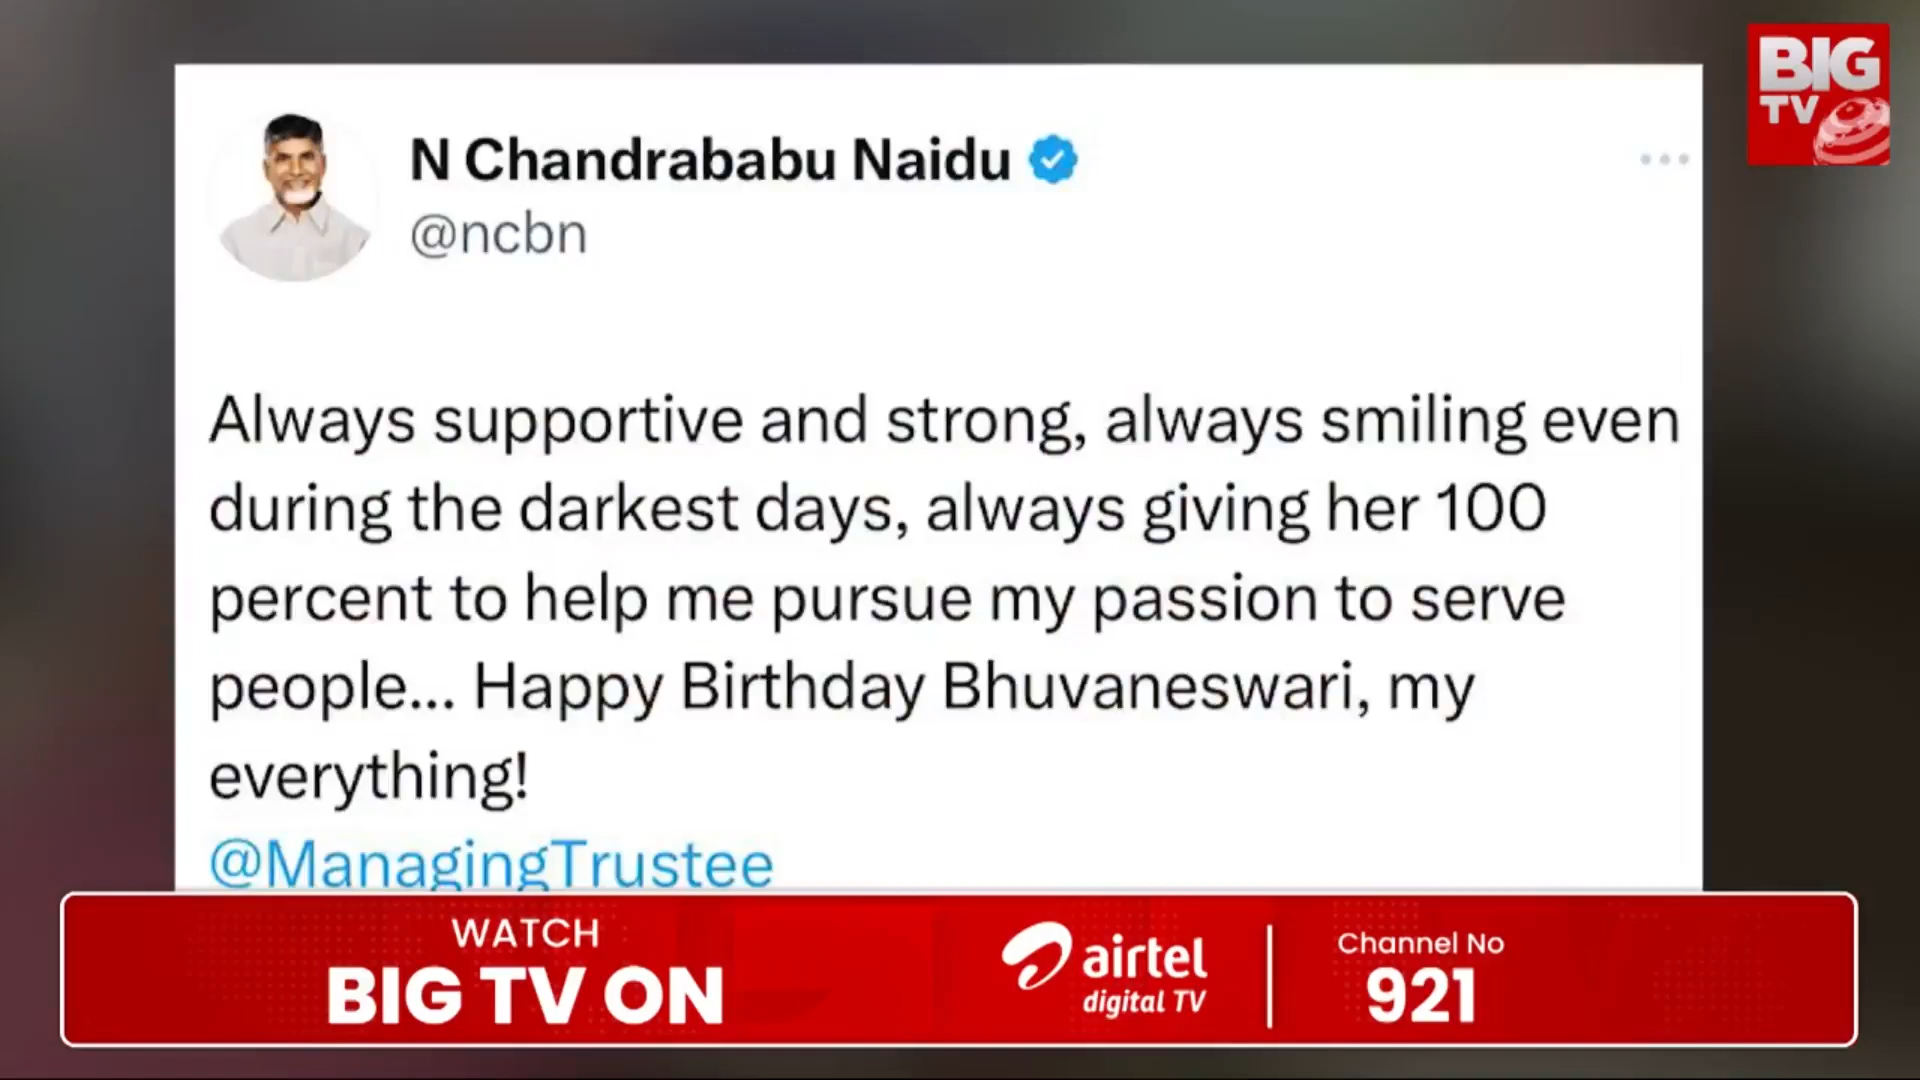 BIG
TV
N Chandrababu Naidu
@ncbn
Always supportive and strong, always smiling even
during the darkest days, always giving her 100
percent to help me pursue my passion to serve
people... Happy Birthday Bhuvaneswari, my
everything!
@ManagingTrustee
WATCH
BIG TV ON
airtel
digital TV
Channel No
921